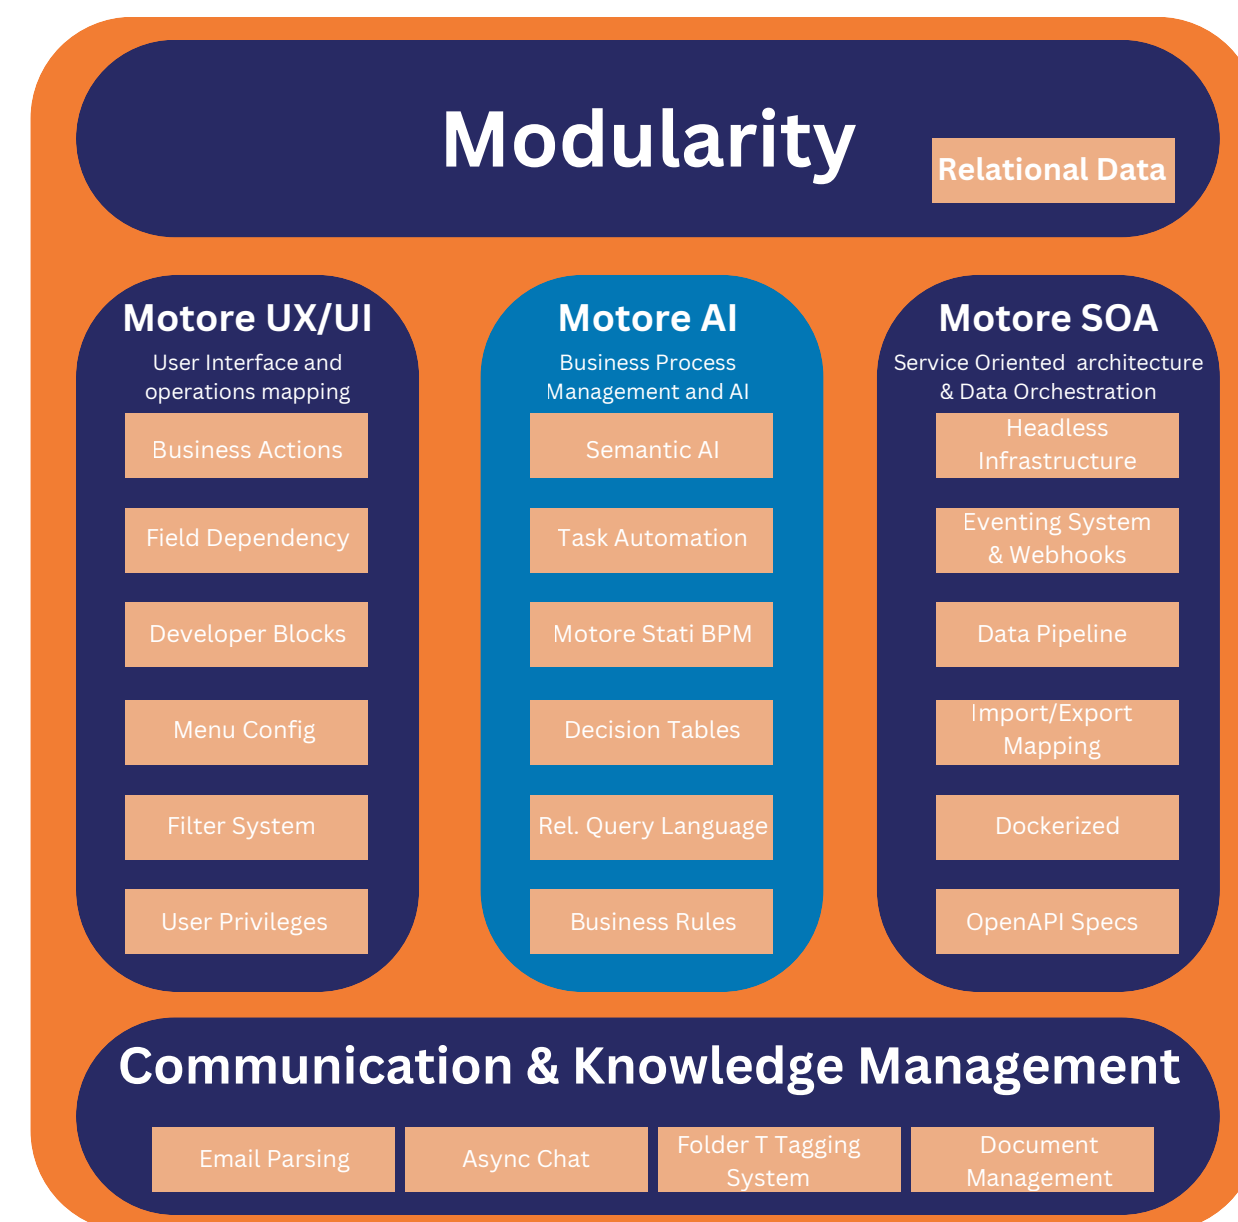 Modularity
Relational Data
Motore UX/UI
User Interface and
operations mapping
Business Actions
Field Dependency
Developer Blocks
Menu Config
Filter System
User Privileges
Motore AI
Business Process
Management and AI
Semantic AI
Task Automation
Motore Stati BPM
Decision Tables
Rel. Query Language
Business Rules
Motore SOA
Service Oriented architecture
& Data Orchestration
Headless
Infrastructure
Eventing System
& Webhooks
Data Pipeline
Import/Export
Mapping
Dockerized
OpenAPI Specs
Communication & Knowledge Management
Email Parsing
Async Chat
Folder T Tagging
System
Document
Management